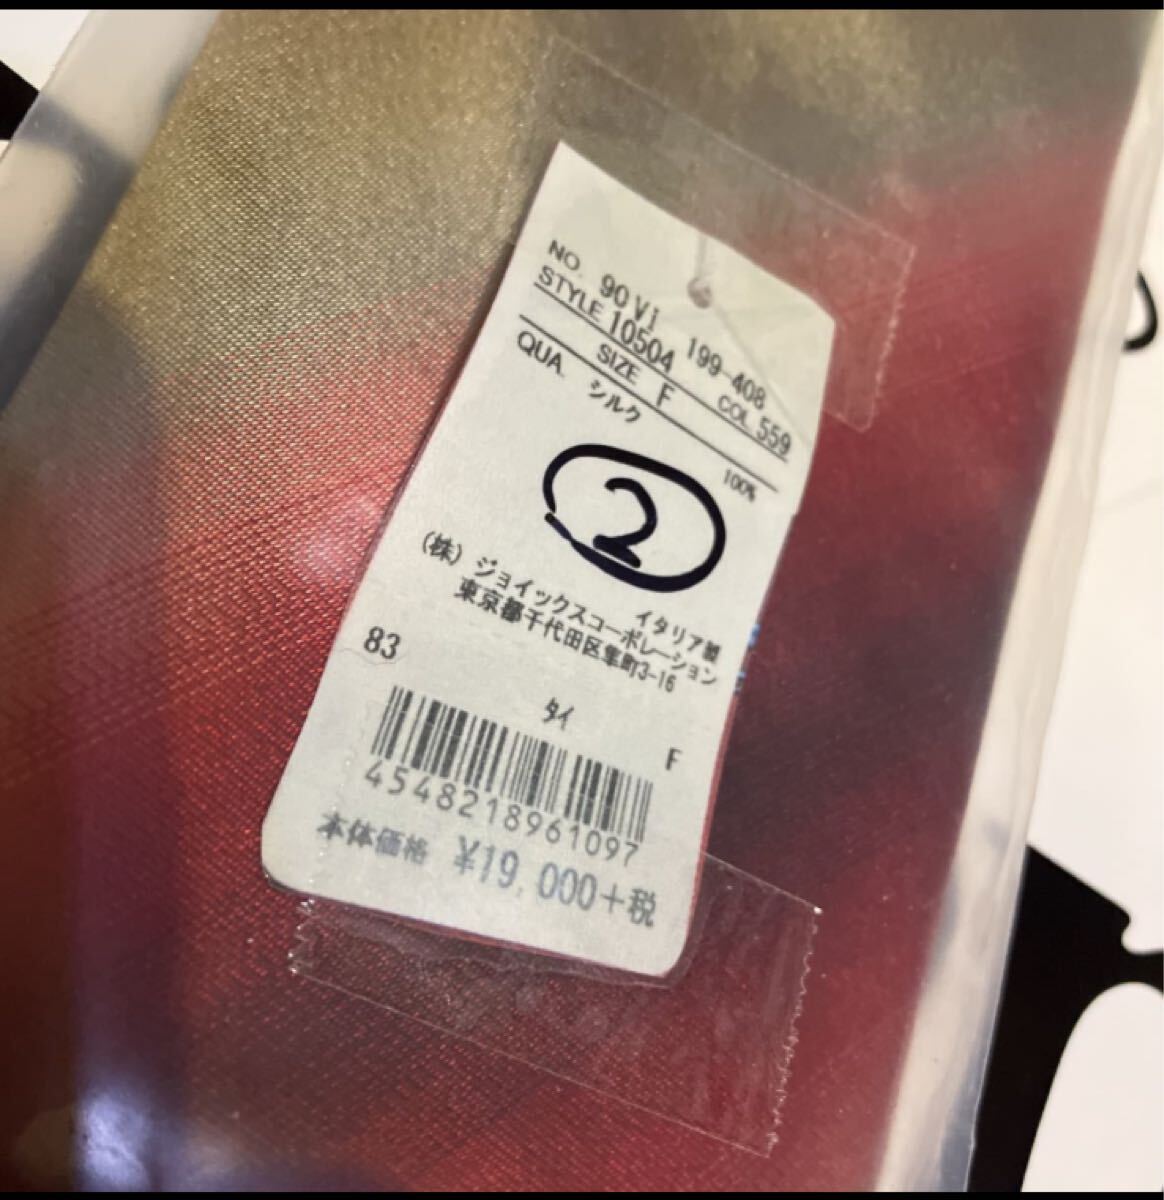 NO. 90Vi 199-408
STYLE 10504 COL. 559
SIZE F
QUA. シルク 100%
②
イタリア製
(株) ジョイックスコーポレーション
東京都千代田区隼町3-16
83
タイ F
4548218961097
本体価格 ¥19,000+税